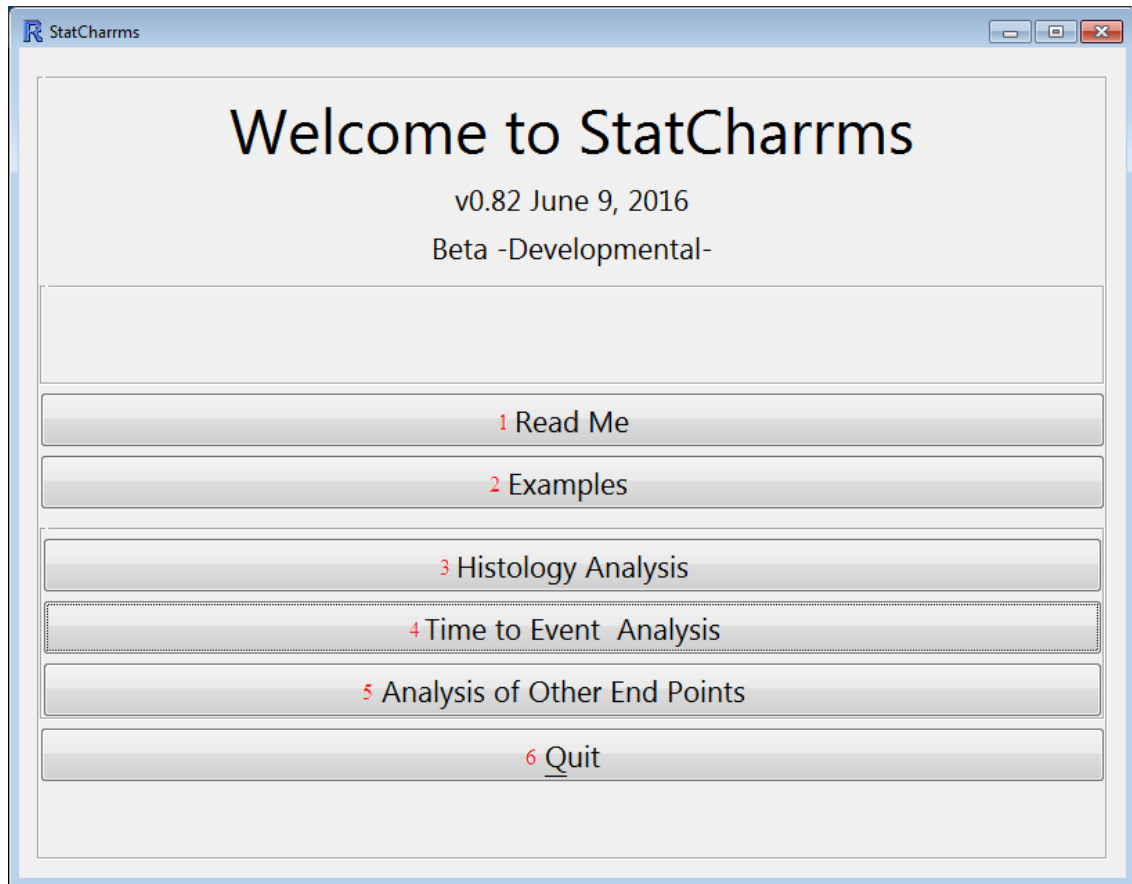 StatCharrms
Welcome to StatCharrms
v0.82 June 9, 2016
Beta -Developmental-
1 Read Me
2 Examples
3 Histology Analysis
4 Time to Event  Analysis
5 Analysis of Other End Points
6 Quit